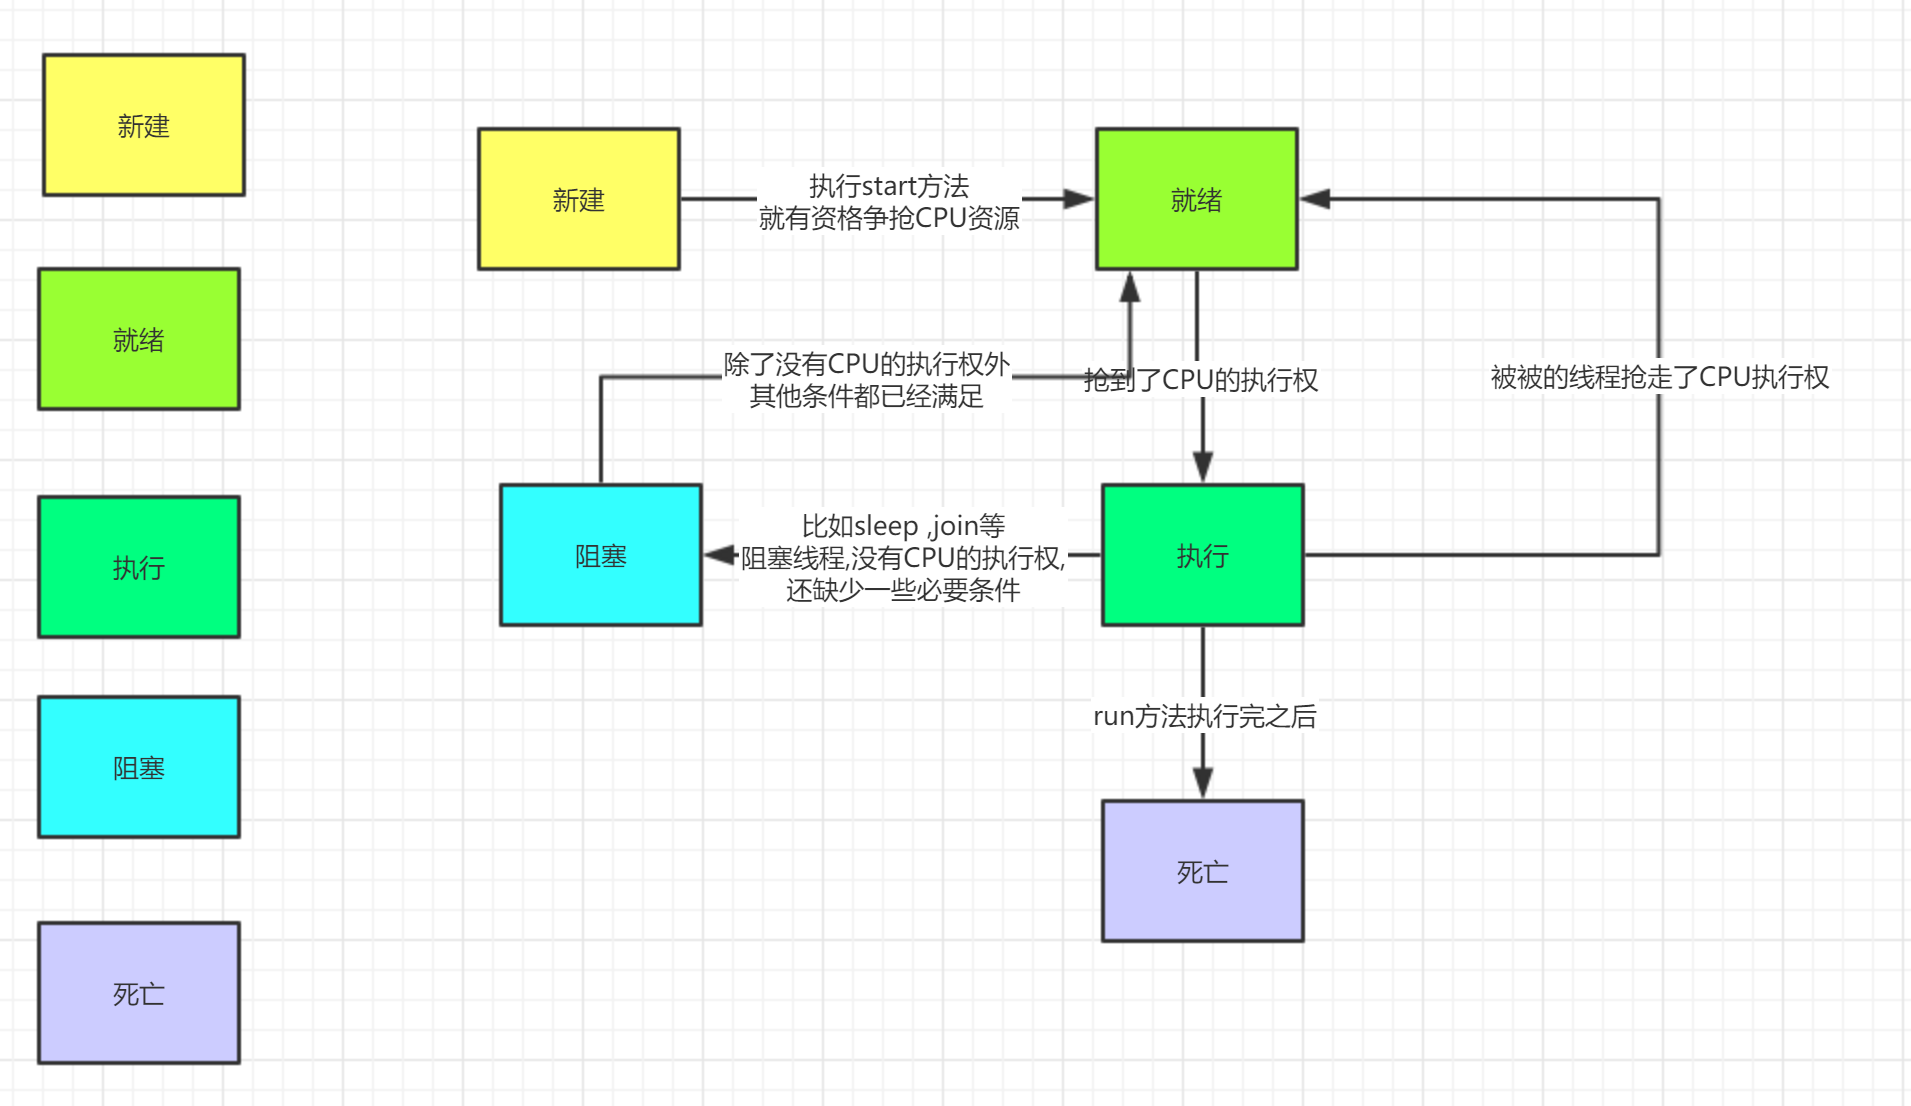 新建
就绪
执行
阻塞
死亡
新建
执行start方法
就有资格争抢CPU资源
就绪
除了没有CPU的执行权外
其他条件都已经满足
抢到了CPU的执行权
被被的线程抢走了CPU执行权
阻塞
比如sleep ,join等
阻塞线程,没有CPU的执行权,
还缺少一些必要条件
执行
run方法执行完之后
死亡